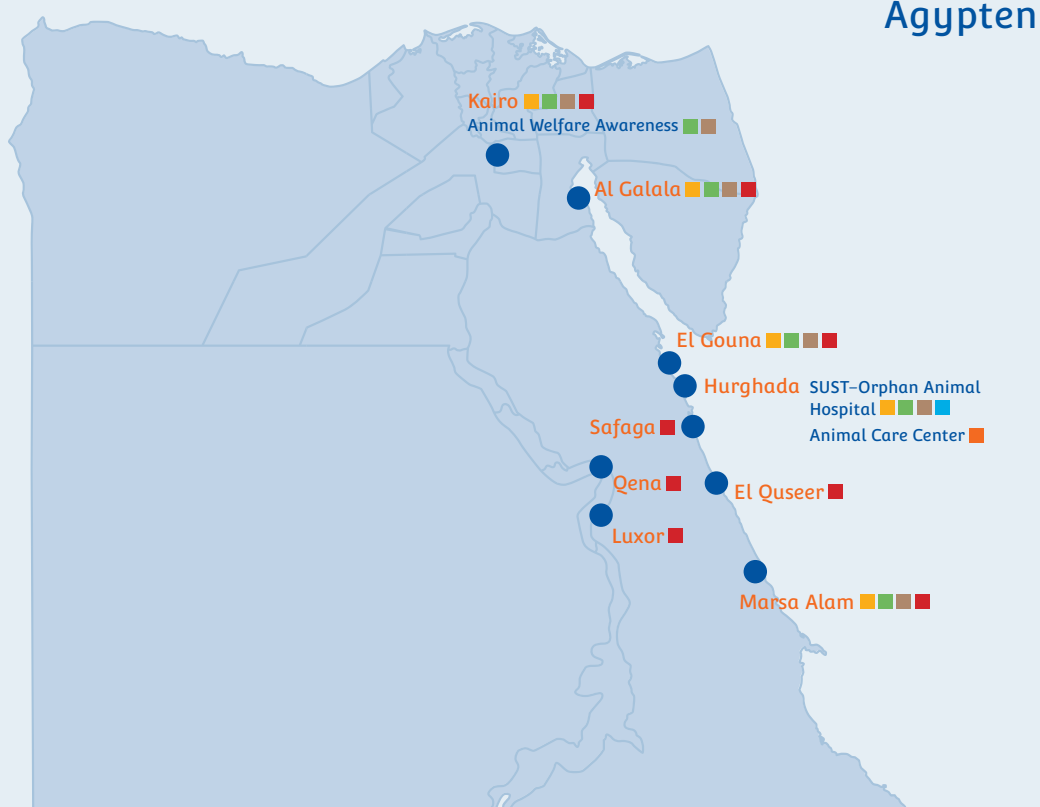 Ägypten
Kairo
Animal Welfare Awareness
Al Galala
El Gouna
Hurghada SUST–Orphan Animal
Hospital
Animal Care Center
Safaga
Qena
El Quseer
Luxor
Marsa Alam